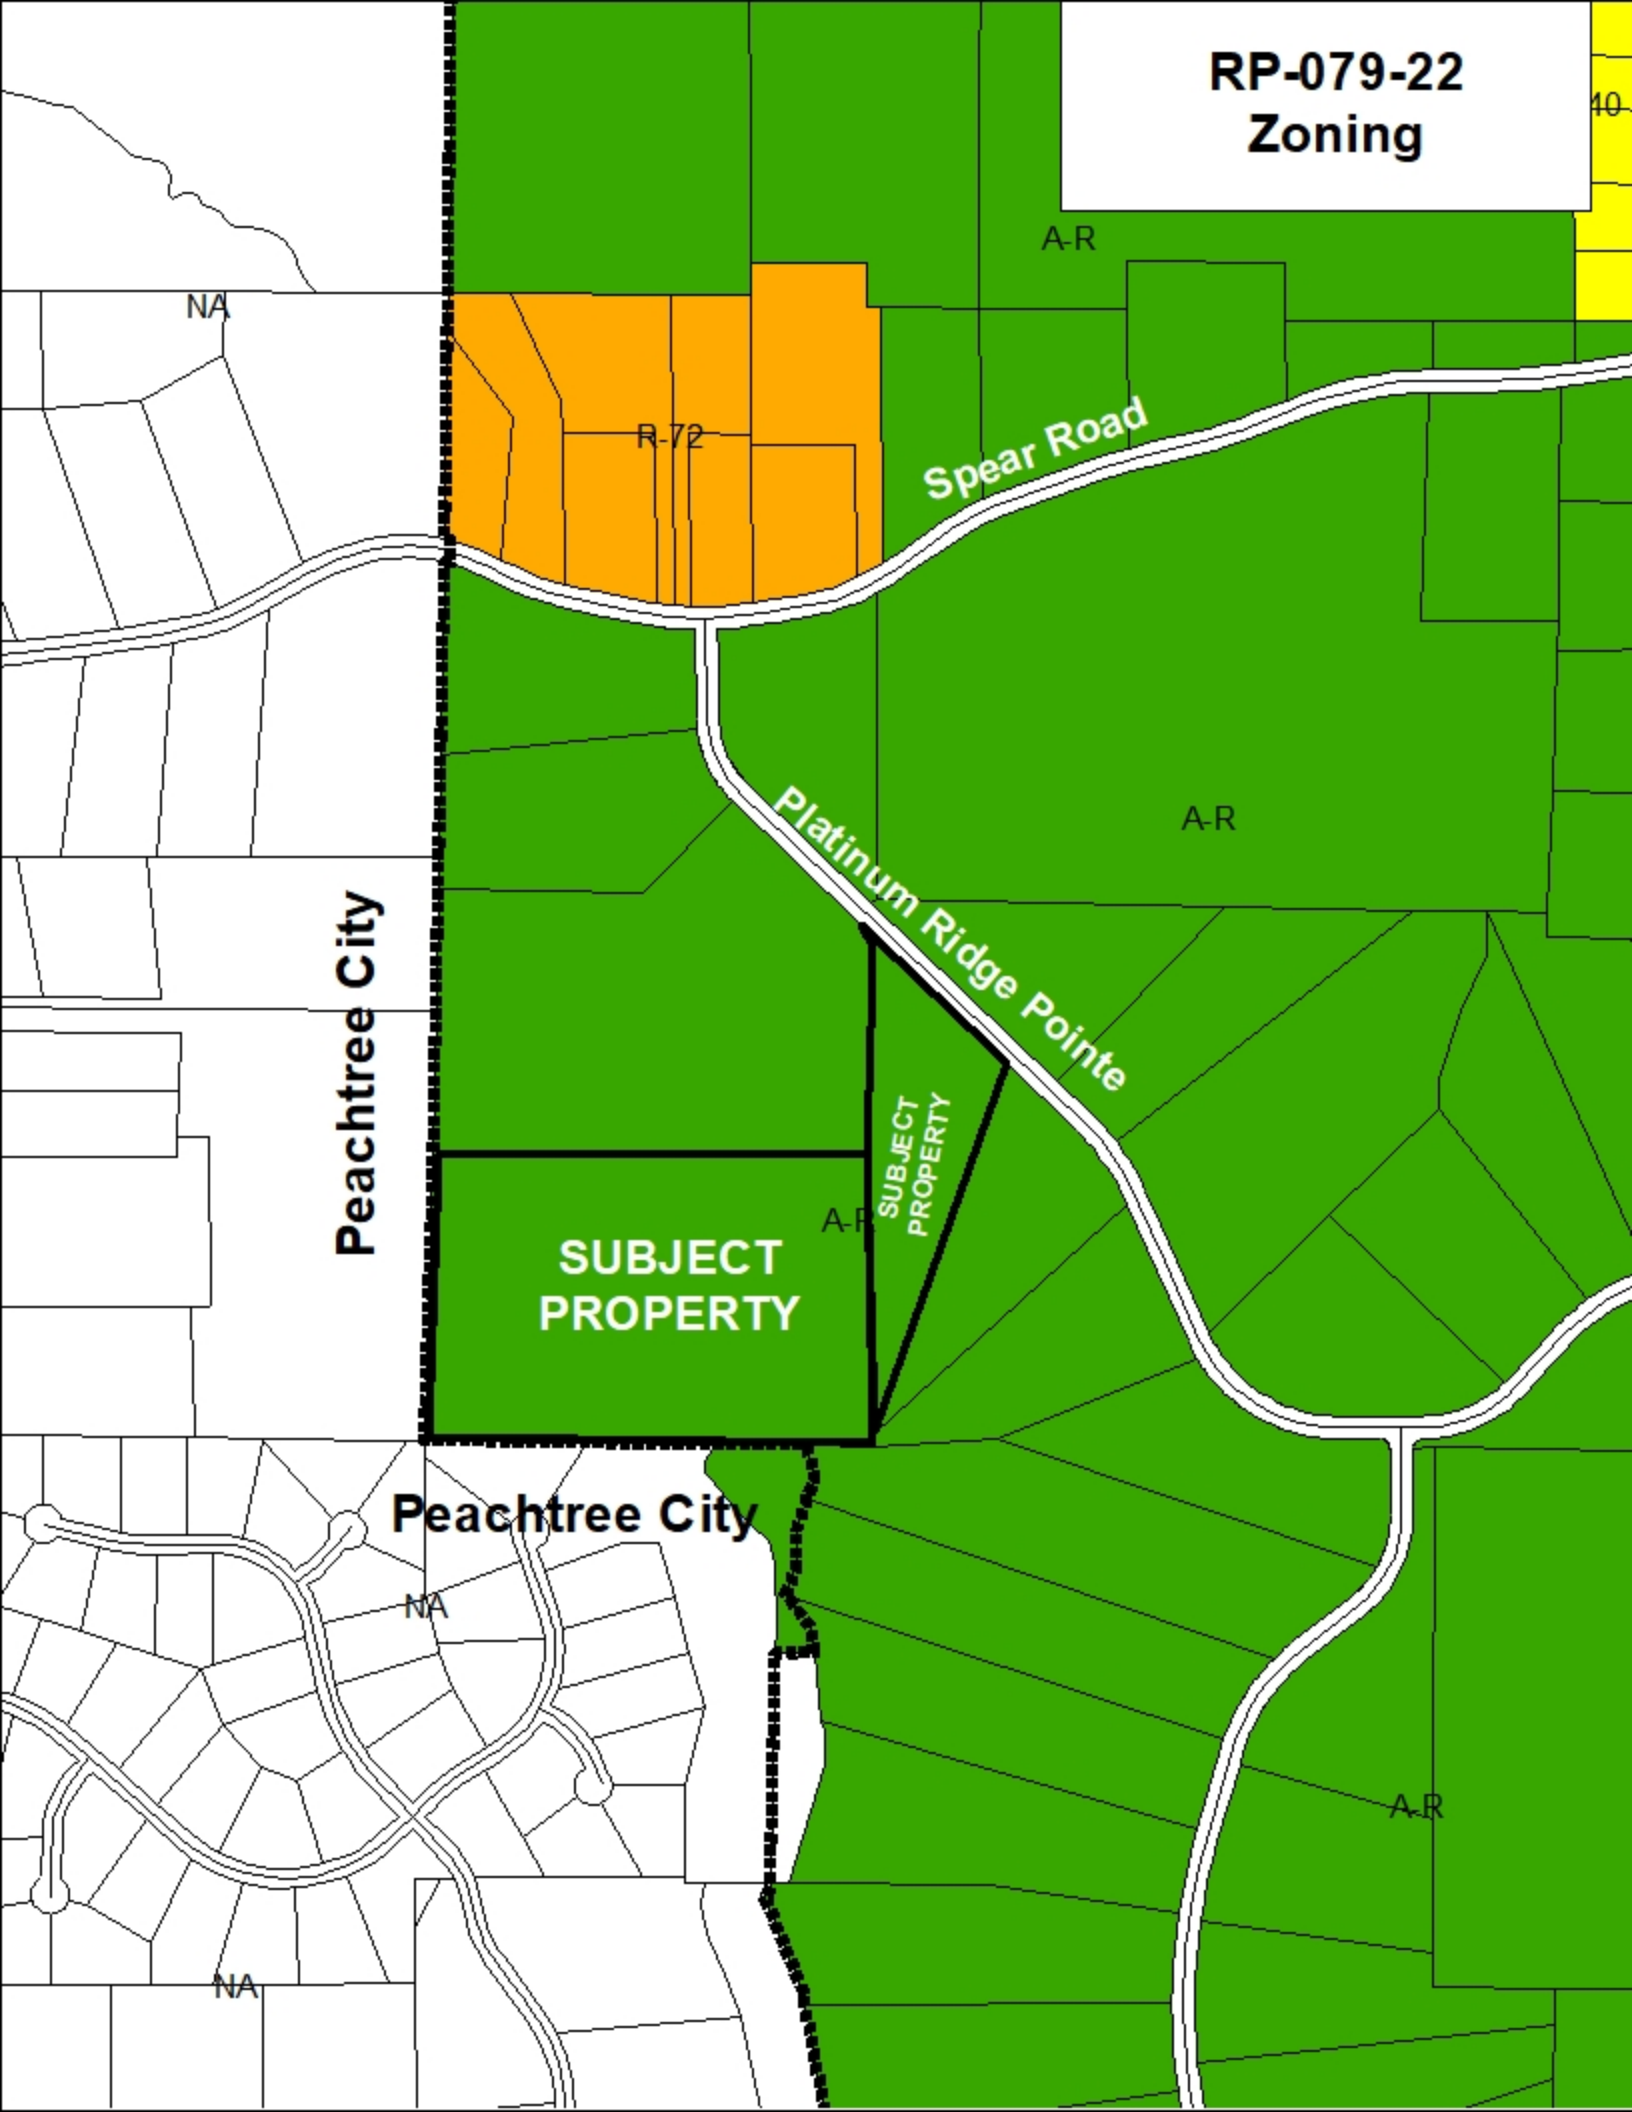 RP-079-22
Zoning
40
A-R
NA
R-72
Spear Road
A-R
Platinum Ridge Pointe
Peachtree City
SUBJECT
PROPERTY
A-R
SUBJECT
PROPERTY
Peachtree City
NA
A-R
NA